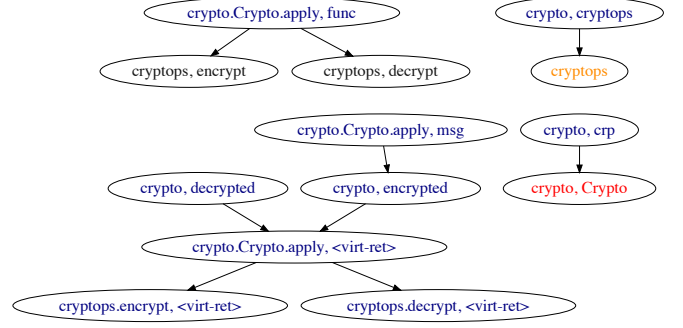 crypto.Crypto.apply, func
crypto, cryptops
cryptops, encrypt
cryptops, decrypt
cryptops
crypto.Crypto.apply, msg
crypto, crp
crypto, decrypted
crypto, encrypted
crypto, Crypto
crypto.Crypto.apply, <virt-ret>
cryptops.encrypt, <virt-ret>
cryptops.decrypt, <virt-ret>